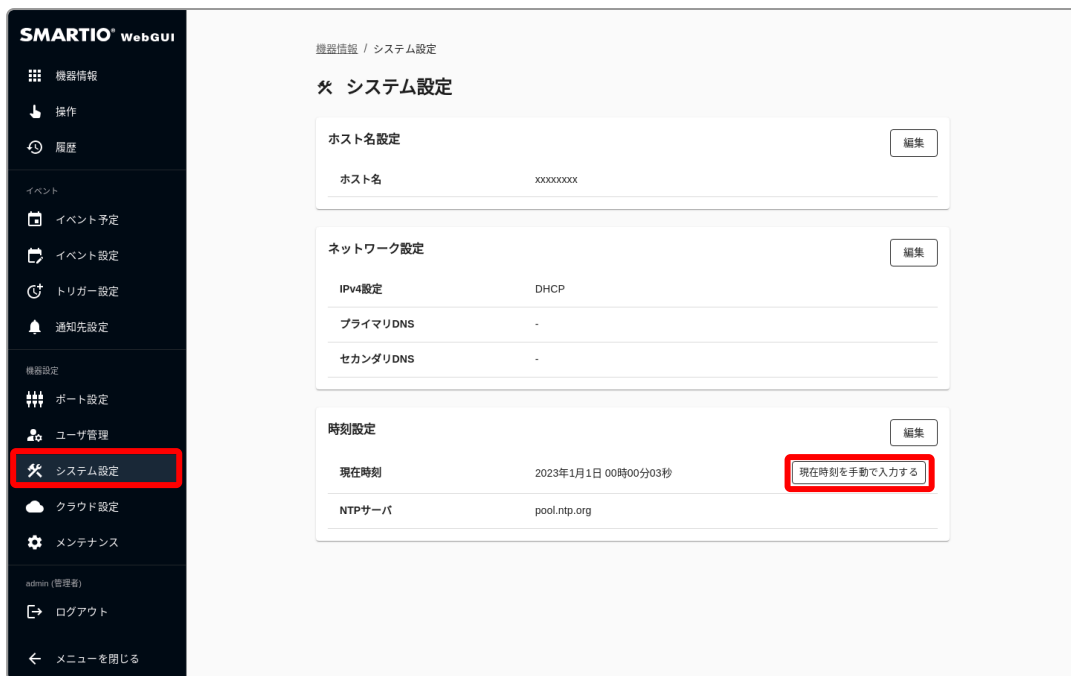 SMARTIO® WebGUI
機器情報
操作
履歴
イベント
イベント予定
イベント設定
トリガー設定
通知先設定
機器設定
ポート設定
ユーザ管理
システム設定
クラウド設定
メンテナンス
admin (管理者)
ログアウト
メニューを閉じる
機器情報 / システム設定
システム設定
ホスト名設定 編集
ホスト名 xxxxxxxx
ネットワーク設定 編集
IPv4設定 DHCP
プライマリDNS -
セカンダリDNS -
時刻設定 編集
現在時刻 2023年1月1日 00時00分03秒 現在時刻を手動で入力する
NTPサーバ pool.ntp.org